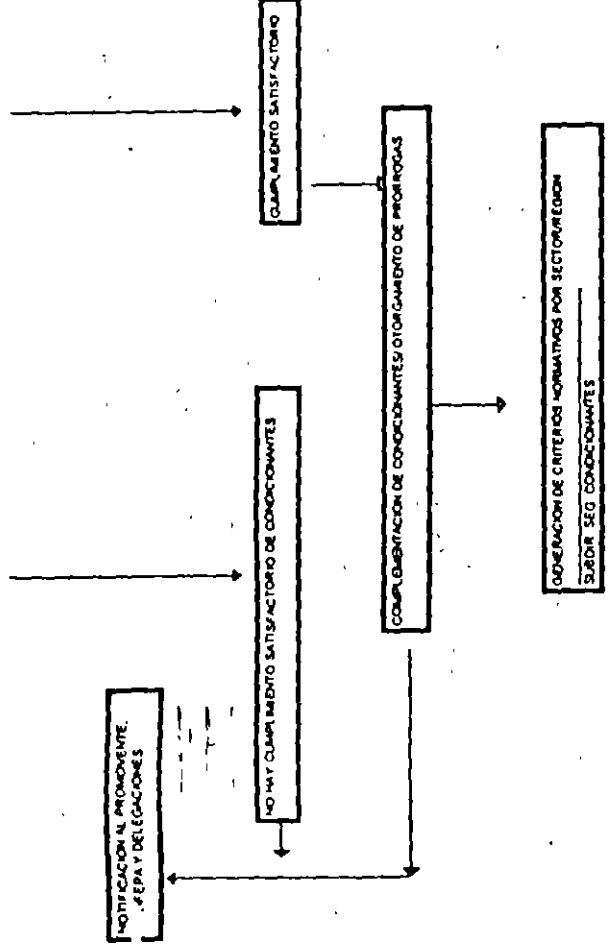 NOTIFICACION AL PROMOVENTE,
Y DELEGACIONES
NO HAY CUMPLIMIENTO SATISFACTORIO DE CONDICIONANTES
CUMPLIMIENTO SATISFACTORIO
COMPLEMENTACION DE CONDICIONANTES/ OTORGAMIENTO DE PRORROGAS
GENERACION DE CRITERIOS NORMATIVOS POR SECTOR/REGION
SUBDIR SEG CONDICIONANTES